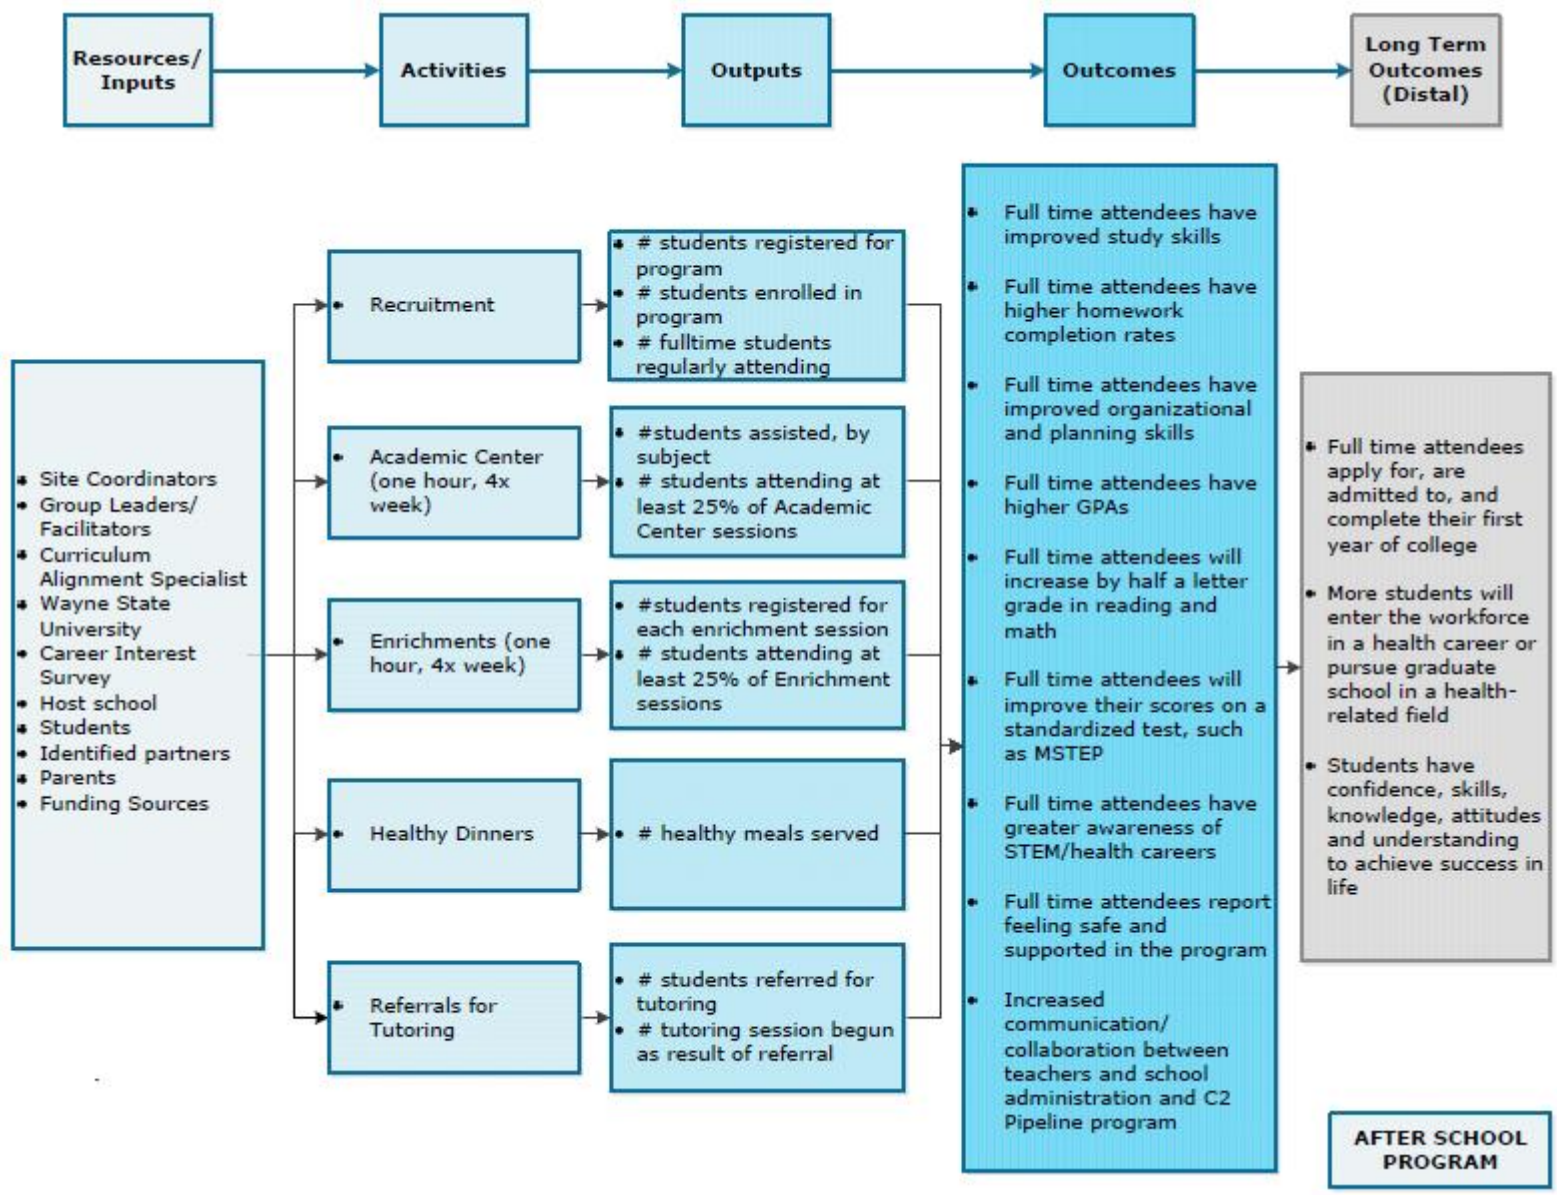 Resources/
Inputs
Activities
Outputs
Outcomes
Long Term
Outcomes
(Distal)
• Site Coordinators
• Group Leaders/
Facilitators
• Curriculum
Alignment Specialist
• Wayne State
University
• Career Interest
Survey
• Host school
• Students
• Identified partners
• Parents
• Funding Sources
• Recruitment
• Academic Center
(one hour, 4x
week)
• Enrichments (one
hour, 4x week)
• Healthy Dinners
• Referrals for
Tutoring
• # students registered for
program
• # students enrolled in
program
• # fulltime students
regularly attending
• #students assisted, by
subject
• # students attending at
least 25% of Academic
Center sessions
• #students registered for
each enrichment session
• # students attending at
least 25% of Enrichment
sessions
• # healthy meals served
• # students referred for
tutoring
• # tutoring session begun
as result of referral
• Full time attendees have
improved study skills
• Full time attendees have
higher homework
completion rates
• Full time attendees have
improved organizational
and planning skills
• Full time attendees have
higher GPAs
• Full time attendees will
increase by half a letter
grade in reading and
math
• Full time attendees will
improve their scores on a
standardized test, such
as MSTEP
• Full time attendees have
greater awareness of
STEM/health careers
• Full time attendees report
feeling safe and
supported in the program
• Increased
communication/
collaboration between
teachers and school
administration and C2
Pipeline program
• Full time attendees
apply for, are
admitted to, and
complete their first
year of college
• More students will
enter the workforce
in a health career or
pursue graduate
school in a health-
related field
• Students have
confidence, skills,
knowledge, attitudes
and understanding
to achieve success in
life
AFTER SCHOOL
PROGRAM